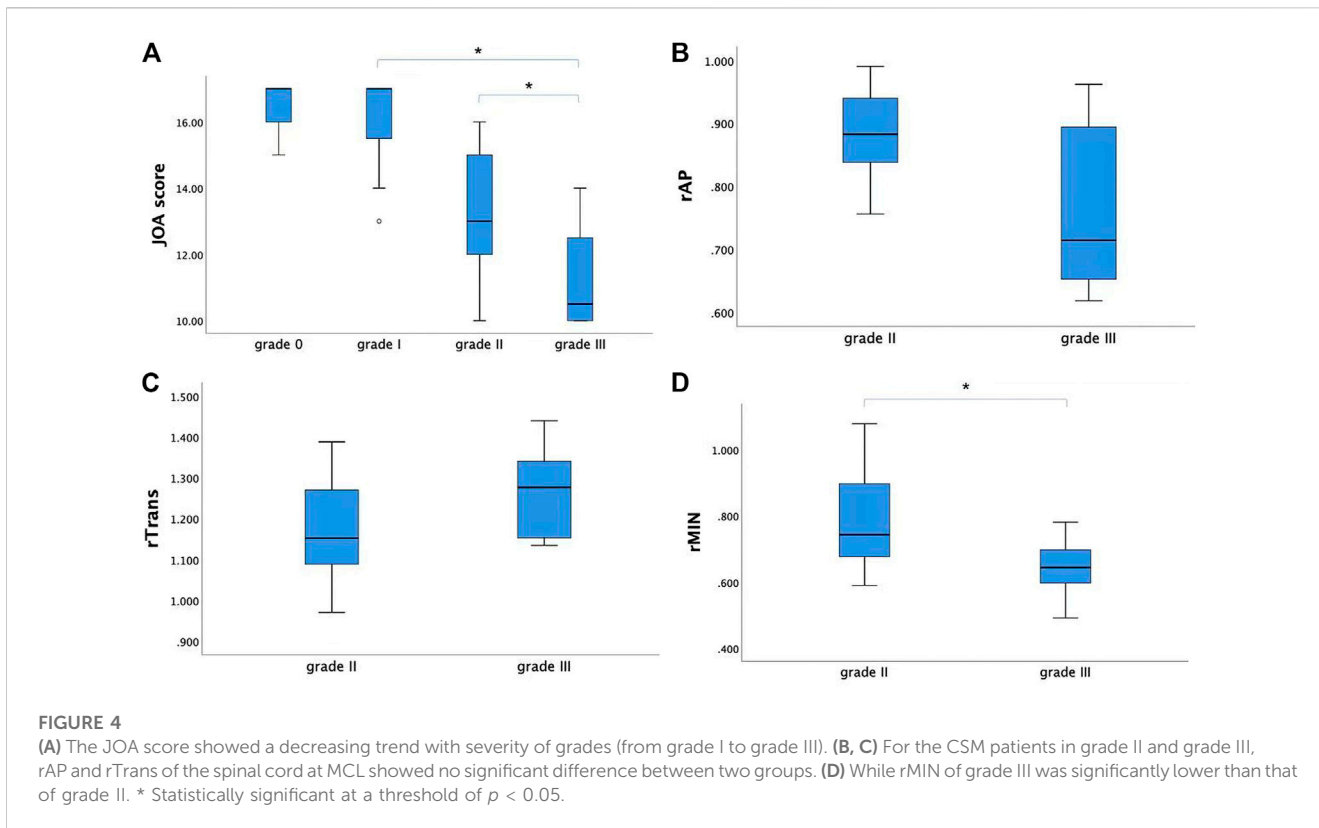 A
*
*
JOA score
16.00
14.00
12.00
10.00
grade 0 grade I grade II grade III
B
rAP
1.000
.900
.800
.700
.600
grade II grade III
C
rTrans
1.500
1.400
1.300
1.200
1.100
1.000
.900
grade II grade III
D
*
rMIN
1.000
.800
.600
.400
grade II grade III
FIGURE 4
(A) The JOA score showed a decreasing trend with severity of grades (from grade I to grade III). (B, C) For the CSM patients in grade II and grade III,
rAP and rTrans of the spinal cord at MCL showed no significant difference between two groups. (D) While rMIN of grade III was significantly lower than that
of grade II. * Statistically significant at a threshold of p < 0.05.